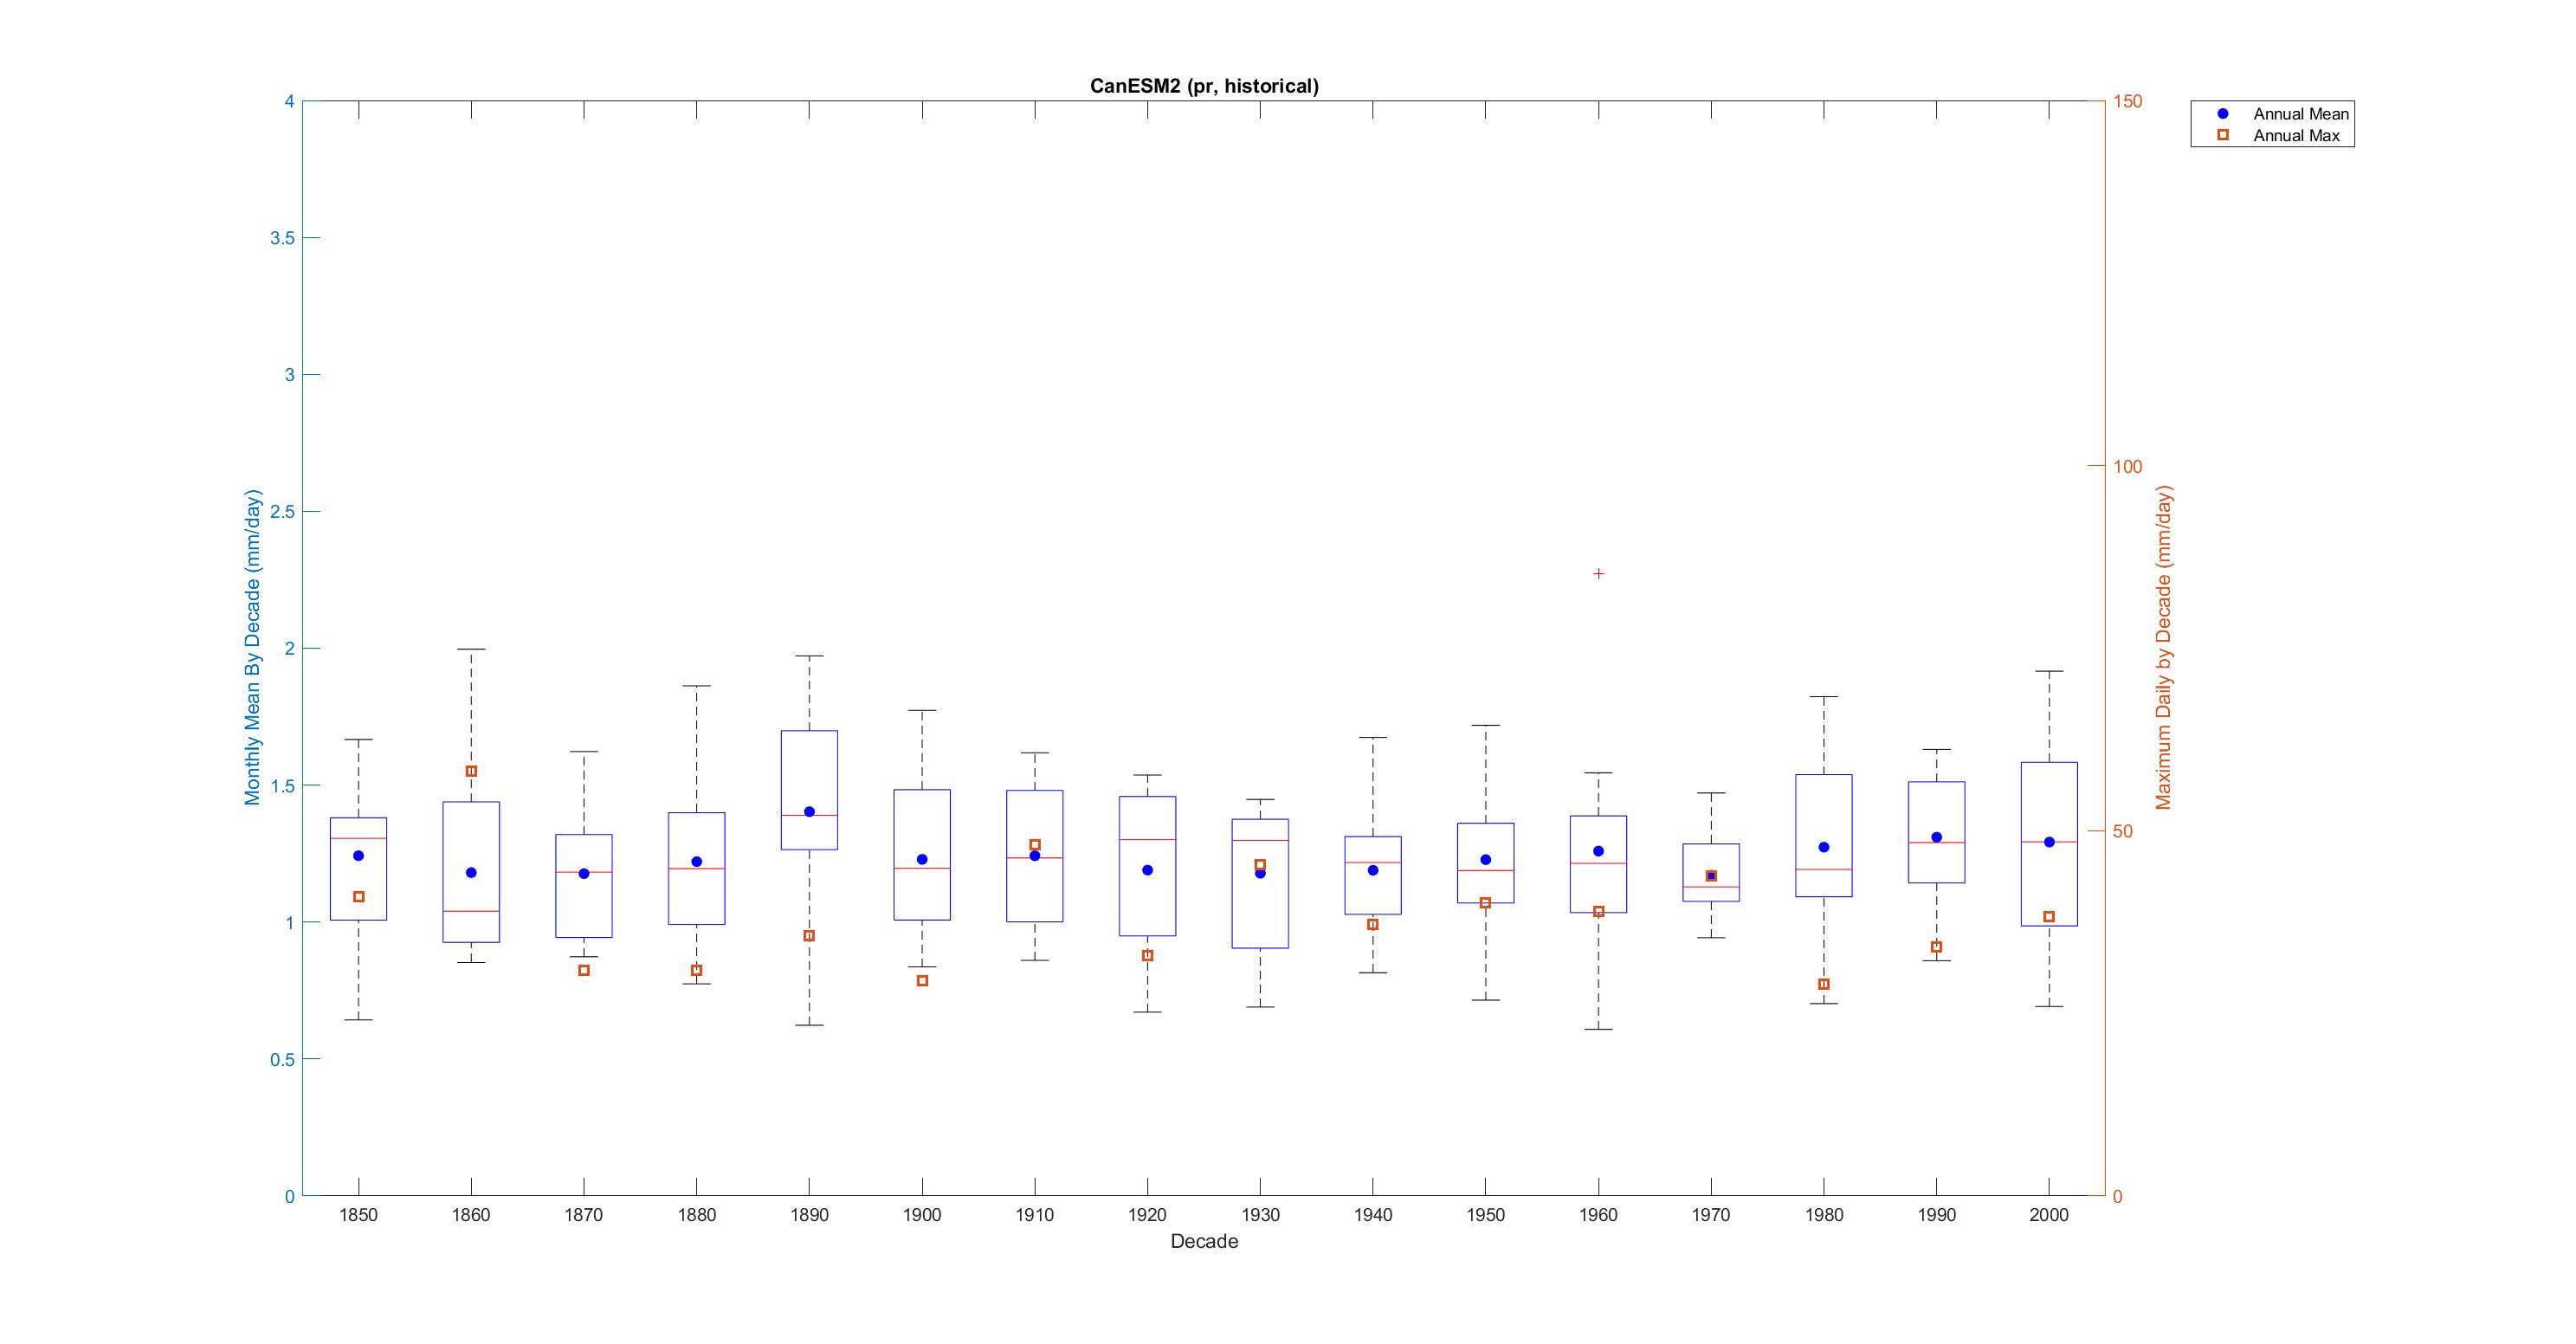 CanESM2 (pr, historical)
Annual Mean
Annual Max
Monthly Mean By Decade (mm/day)
4
3.5
3
2.5
2
1.5
1
0.5
0
150
100
50
0
Maximum Daily by Decade (mm/day)
1850 1860 1870 1880 1890 1900 1910 1920 1930 1940 1950 1960 1970 1980 1990 2000
Decade